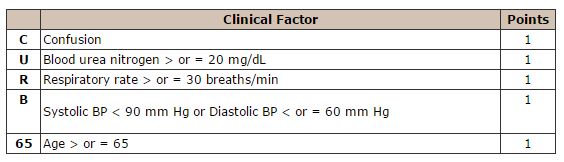 Clinical Factor Points
C Confusion 1
U Blood urea nitrogen > or = 20 mg/dL 1
R Respiratory rate > or = 30 breaths/min 1
B Systolic BP < 90 mm Hg or Diastolic BP < or = 60 mm Hg 1
65 Age > or = 65 1